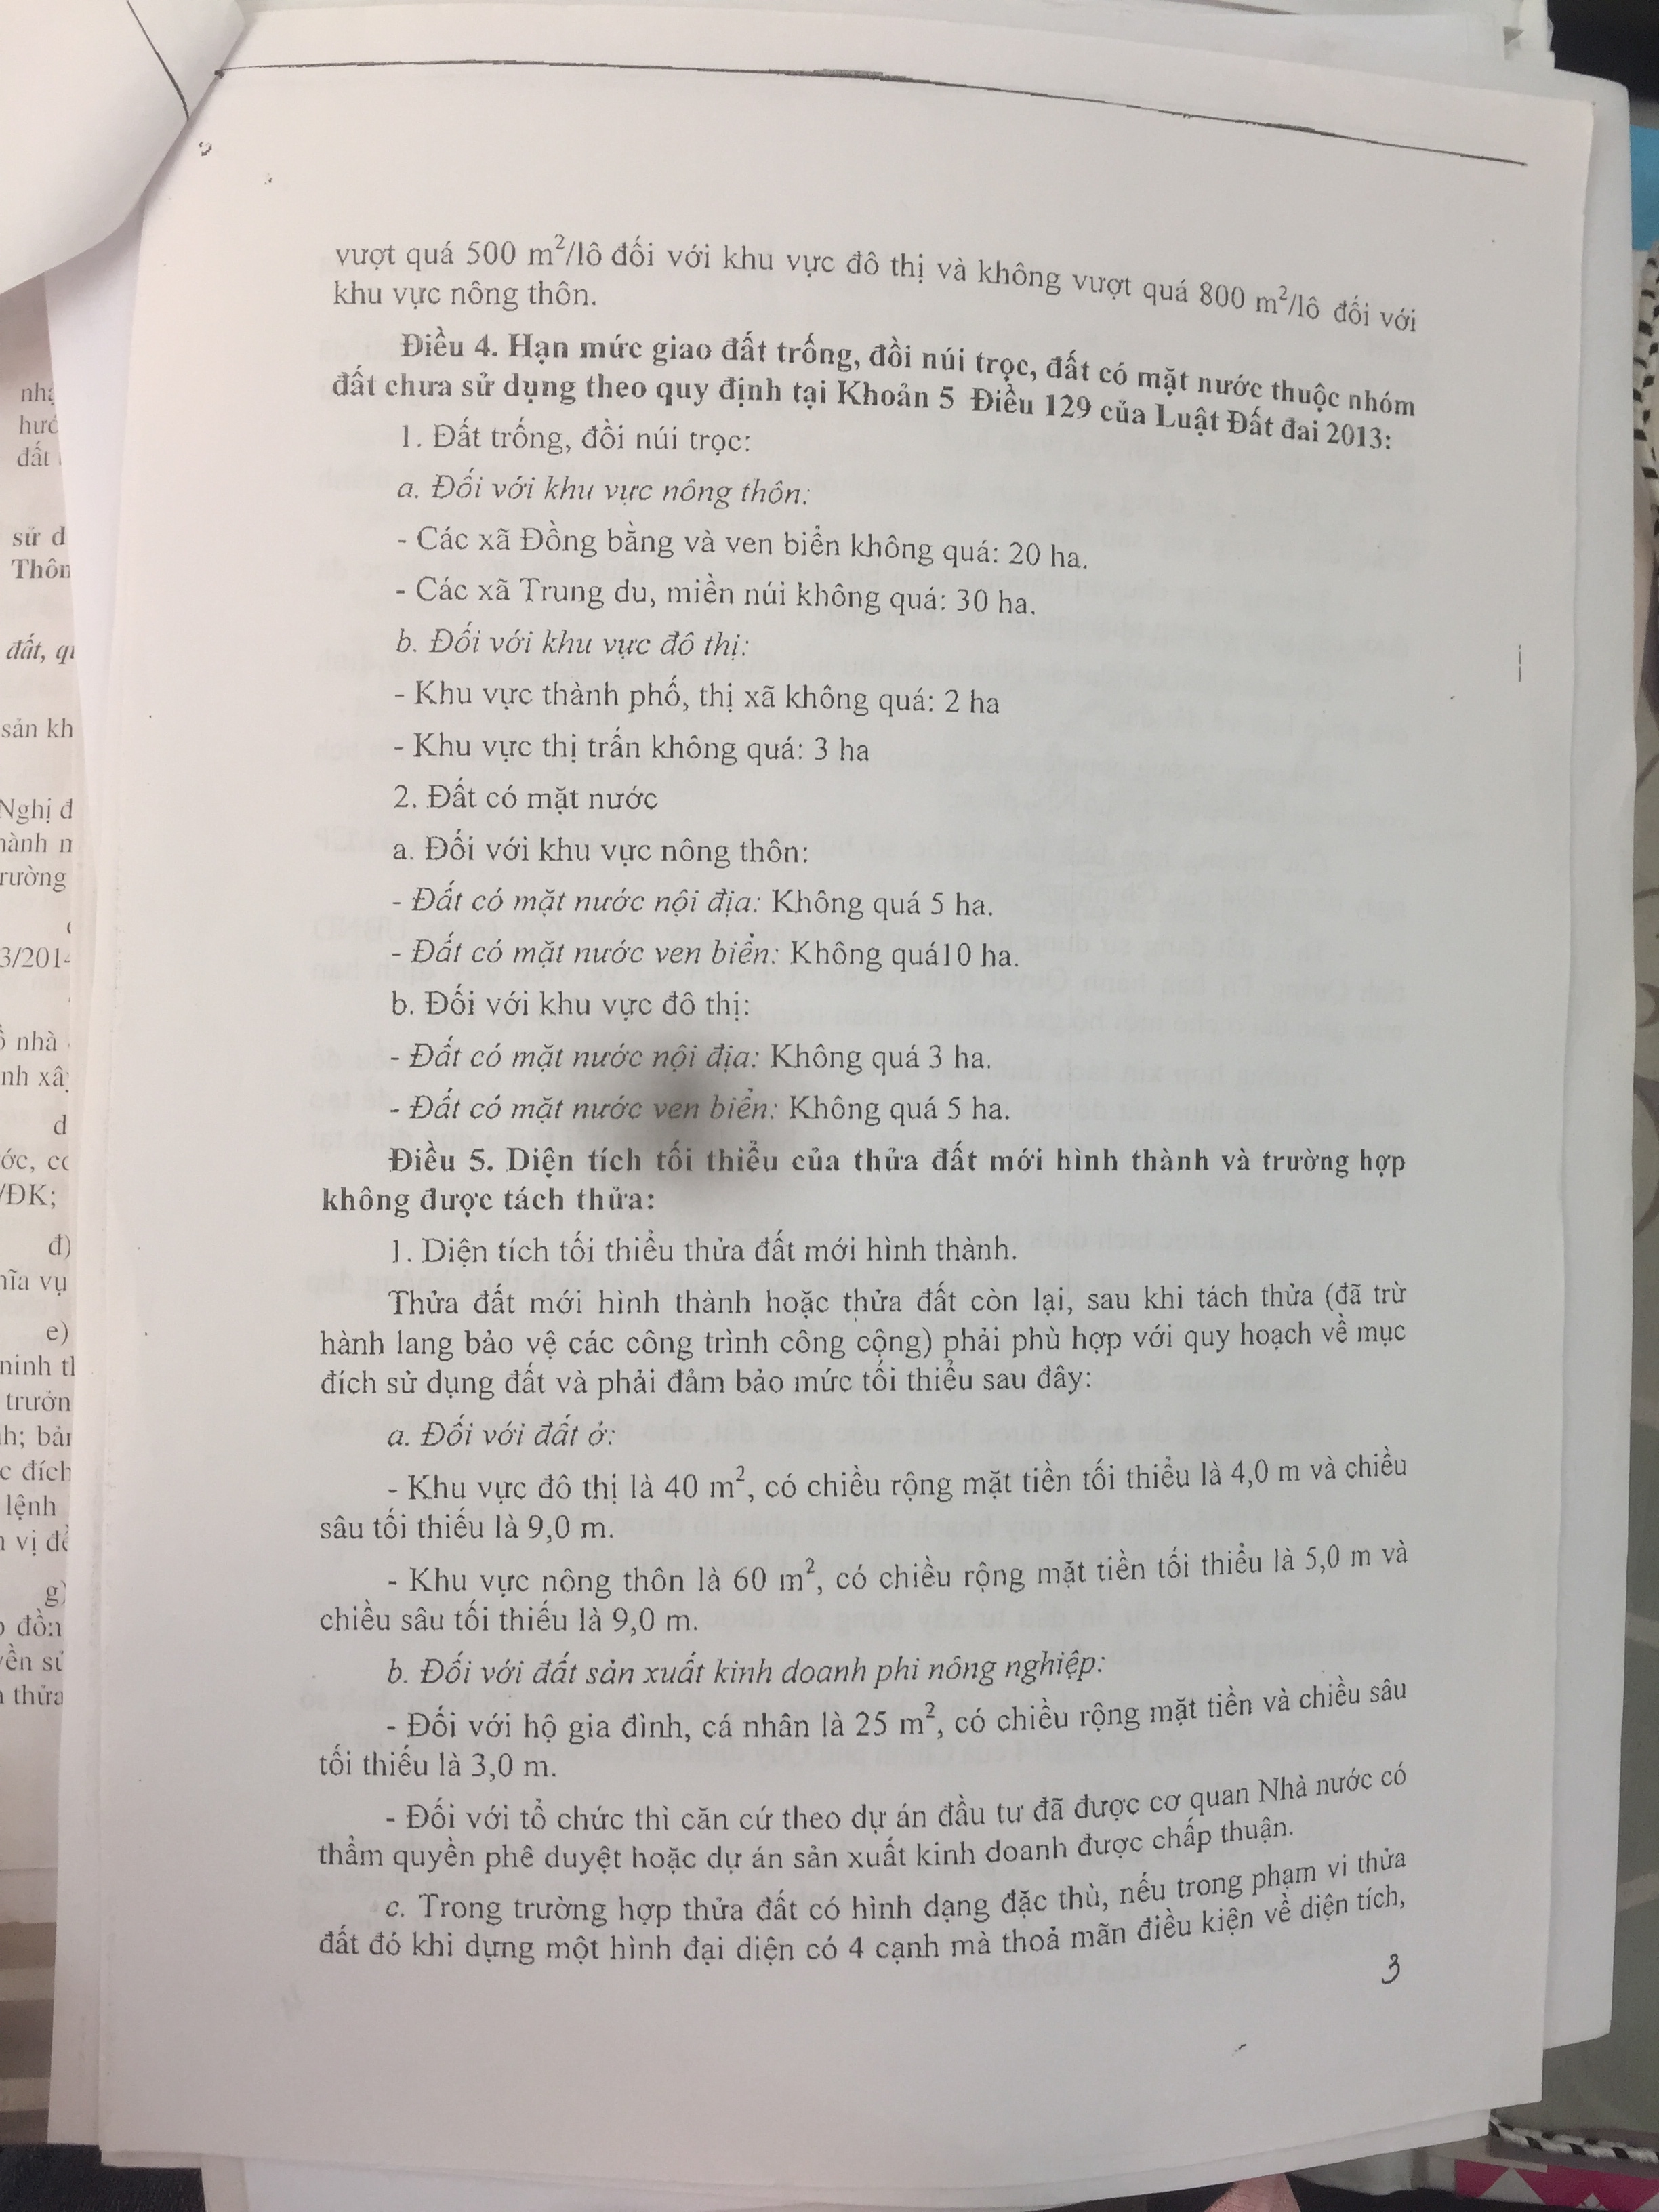 vượt quá 500 m²/lô đối với khu vực đô thị và không vượt quá 800 m²/lô đối với
khu vực nông thôn.
Điều 4. Hạn mức giao đất trống, đồi núi trọc, đất có mặt nước thuộc nhóm
đất chưa sử dụng theo quy định tại Khoản 5 Điều 129 của Luật Đất đai 2013:
1. Đất trống, đồi núi trọc:
a. Đối với khu vực nông thôn:
- Các xã Đồng bằng và ven biển không quá: 20 ha.
- Các xã Trung du, miền núi không quá: 30 ha.
b. Đối với khu vực đô thị:
- Khu vực thành phố, thị xã không quá: 2 ha
- Khu vực thị trấn không quá: 3 ha
2. Đất có mặt nước
a. Đối với khu vực nông thôn:
- Đất có mặt nước nội địa: Không quá 5 ha.
- Đất có mặt nước ven biển: Không quá10 ha.
b. Đối với khu vực đô thị:
- Đất có mặt nước nội địa: Không quá 3 ha.
- Đất có mặt nước ven biển: Không quá 5 ha.
Điều 5. Diện tích tối thiểu của thửa đất mới hình thành và trường hợp
không được tách thửa:
1. Diện tích tối thiểu thửa đất mới hình thành.
Thửa đất mới hình thành hoặc thửa đất còn lại, sau khi tách thửa (đã trừ
hành lang bảo vệ các công trình công cộng) phải phù hợp với quy hoạch về mục
đích sử dụng đất và phải đảm bảo mức tối thiểu sau đây:
a. Đối với đất ở:
- Khu vực đô thị là 40 m², có chiều rộng mặt tiền tối thiểu là 4,0 m và chiều
sâu tối thiểu là 9,0 m.
- Khu vực nông thôn là 60 m², có chiều rộng mặt tiền tối thiểu là 5,0 m và
chiều sâu tối thiểu là 9,0 m.
b. Đối với đất sản xuất kinh doanh phi nông nghiệp:
- Đối với hộ gia đình, cá nhân là 25 m², có chiều rộng mặt tiền và chiều sâu
tối thiểu là 3,0 m.
- Đối với tổ chức thì căn cứ theo dự án đầu tư đã được cơ quan Nhà nước có
thẩm quyền phê duyệt hoặc dự án sản xuất kinh doanh được chấp thuận.
c. Trong trường hợp thửa đất có hình dạng đặc thù, nếu trong phạm vi thửa
đất đó khi dựng một hình đại diện có 4 cạnh mà thoả mãn điều kiện về diện tích,
3
đất
sử
đất,
sản kh
Nghị
rường
nhà
d
/ĐK;
đ)
vụ
e)
c đích
lệnh
vị
g)
thửa